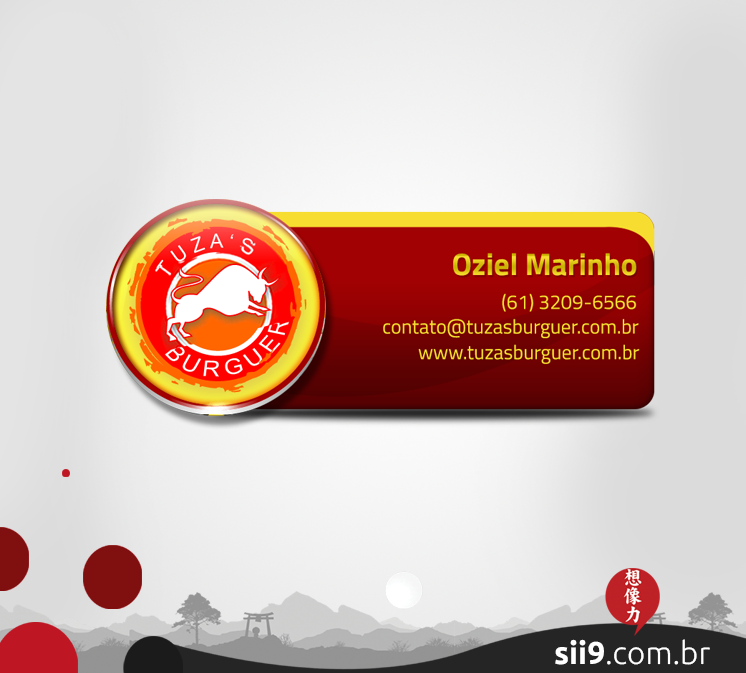 TUZA'S
BURGUER
Oziel Marinho
(61) 3209-6566
contato@tuzasburguer.com.br
www.tuzasburguer.com.br
想
像
力
sii9.com.br